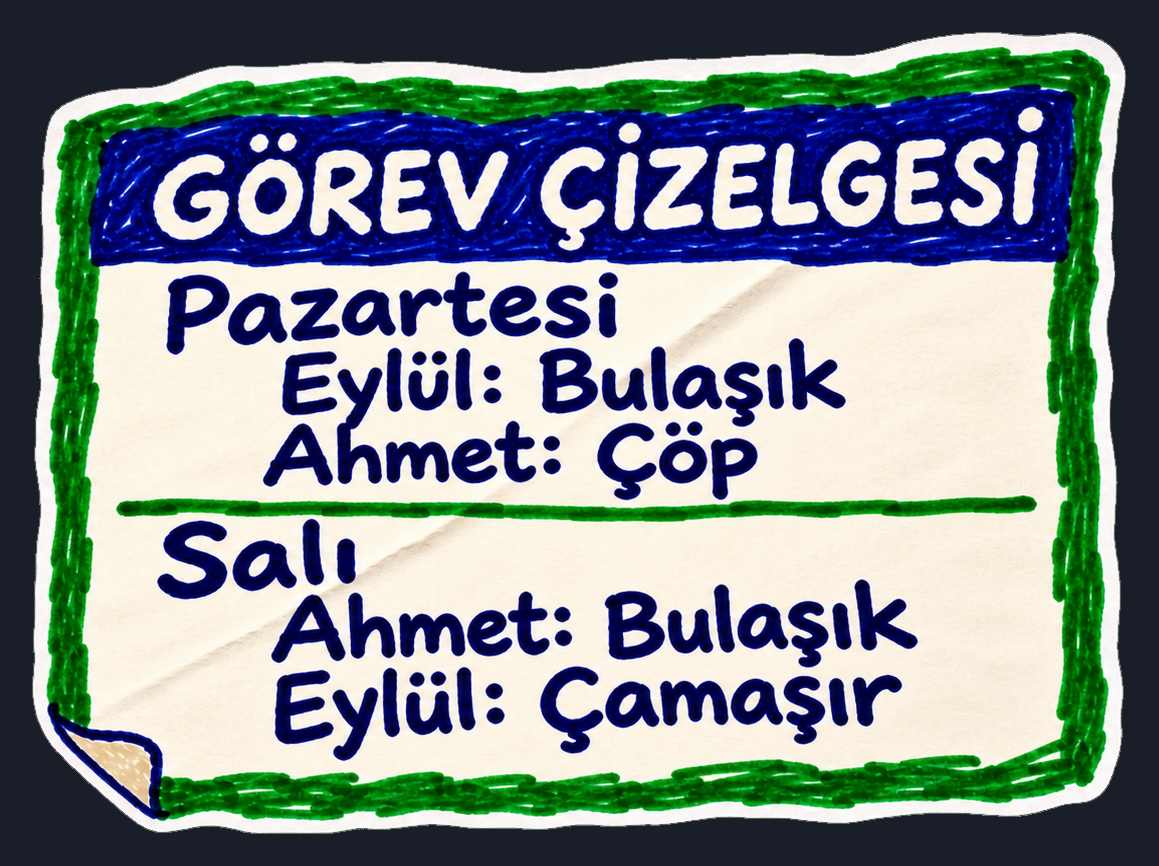 GÖREV ÇİZELGESİ
Pazartesi
Eylül: Bulaşık
Ahmet: Çöp
Salı
Ahmet: Bulaşık
Eylül: Çamaşır